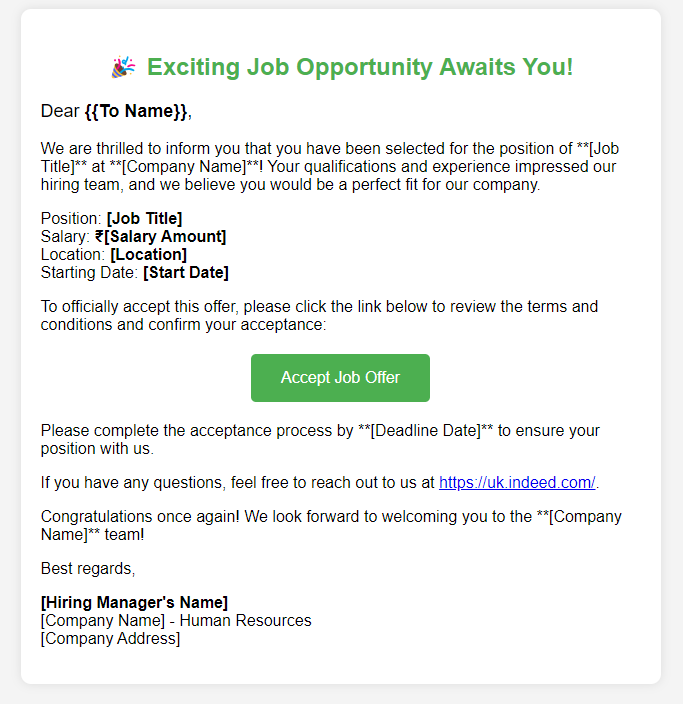 🎉 Exciting Job Opportunity Awaits You!
Dear {{To Name}},
We are thrilled to inform you that you have been selected for the position of **[Job
Title]** at **[Company Name]**! Your qualifications and experience impressed our
hiring team, and we believe you would be a perfect fit for our company.
Position: [Job Title]
Salary: ₹[Salary Amount]
Location: [Location]
Starting Date: [Start Date]
To officially accept this offer, please click the link below to review the terms and
conditions and confirm your acceptance:
Accept Job Offer
Please complete the acceptance process by **[Deadline Date]** to ensure your
position with us.
If you have any questions, feel free to reach out to us at https://uk.indeed.com/.
Congratulations once again! We look forward to welcoming you to the **[Company
Name]** team!
Best regards,
[Hiring Manager's Name]
[Company Name] - Human Resources
[Company Address]